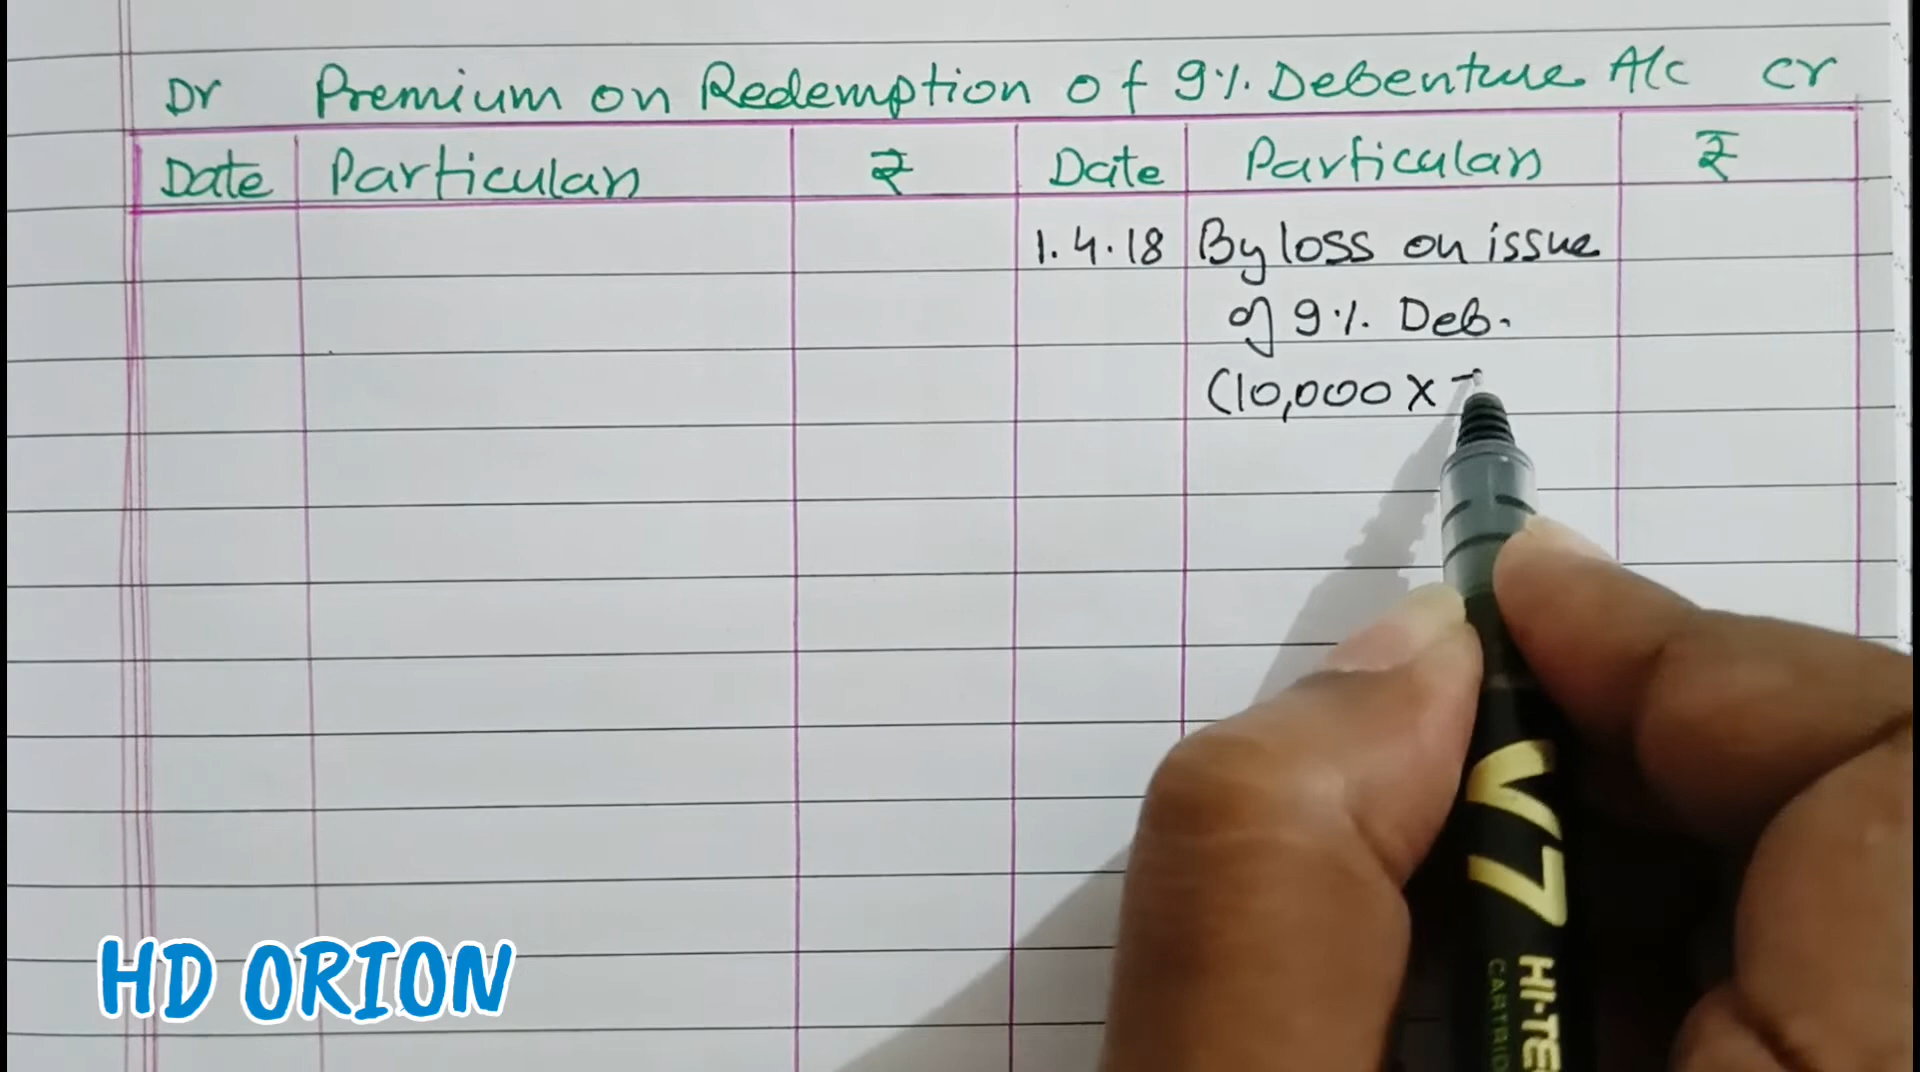 Dr Premium on Redemption of 9% Debenture A/c Cr
Date Particulars ₹ Date Particulars ₹
1.4.18 By loss on issue
of 9% Deb.
(10,000 X
V7
HI-TE
CARTRID
HD ORION